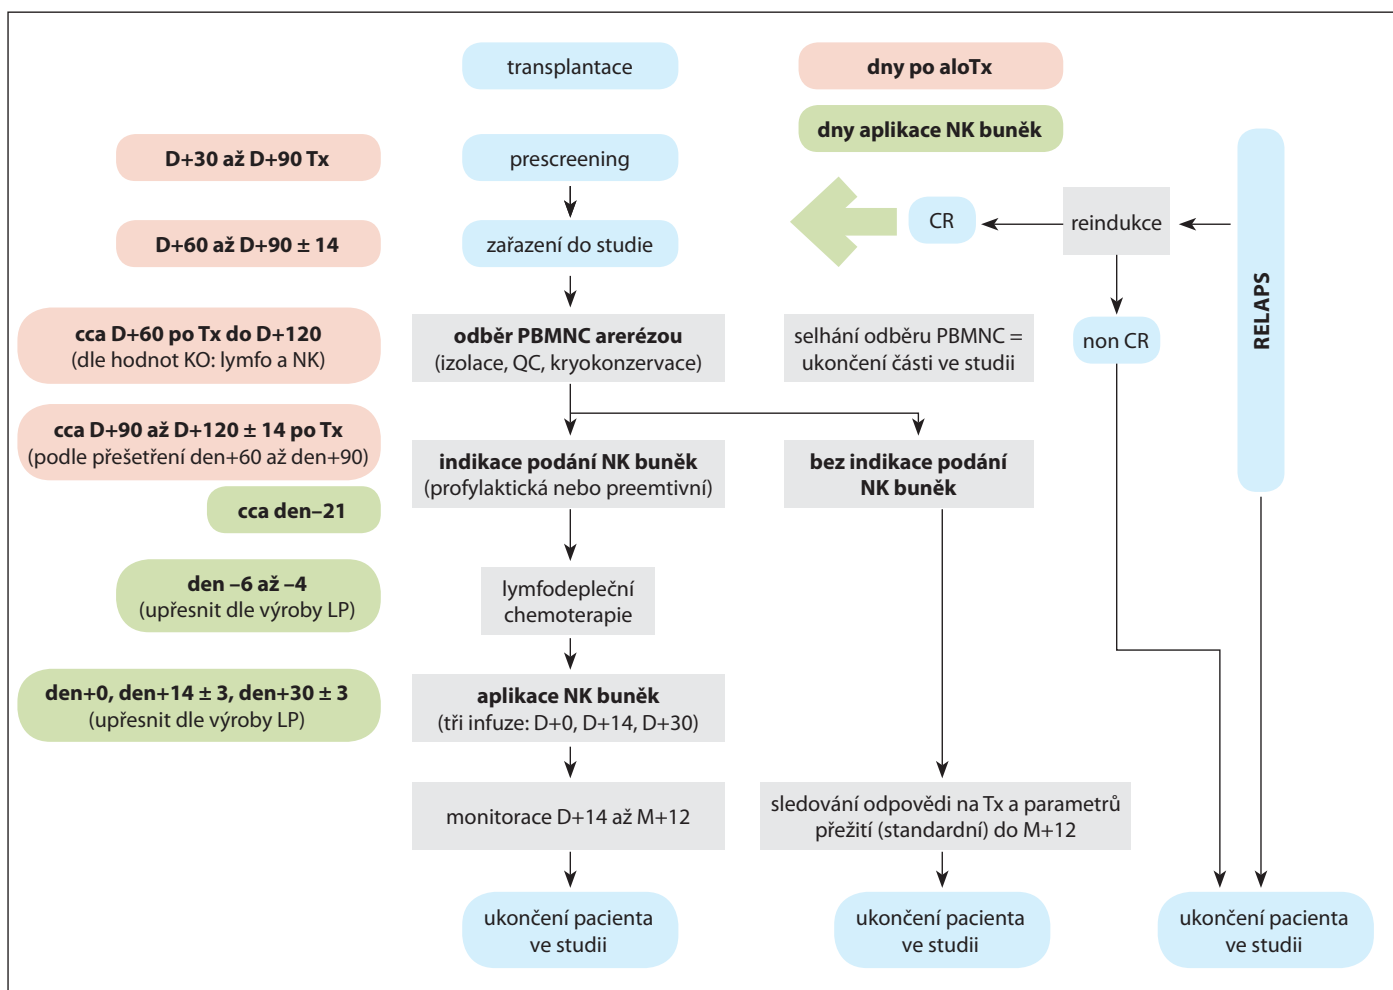 transplantace
dny po aloTx
dny aplikace NK buněk
D+30 až D+90 Tx
prescreening
D+60 až D+90 ± 14
zařazení do studie
CR
reindukce
RELAPS
cca D+60 po Tx do D+120
(dle hodnot KO: lymfo a NK)
odběr PBMNC arerézou
(izolace, QC, kryokonzervace)
selhání odběru PBMNC =
ukončení části ve studii
non CR
cca D+90 až D+120 ± 14 po Tx
(podle přešetření den+60 až den+90)
indikace podání NK buněk
(profylaktická nebo preemtivní)
bez indikace podání
NK buněk
cca den–21
den –6 až –4
(upřesnit dle výroby LP)
lymfodepleční
chemoterapie
den+0, den+14 ± 3, den+30 ± 3
(upřesnit dle výroby LP)
aplikace NK buněk
(tři infuze: D+0, D+14, D+30)
monitorace D+14 až M+12
sledování odpovědi na Tx a parametrů
přežití (standardní) do M+12
ukončení pacienta
ve studii
ukončení pacienta
ve studii
ukončení pacienta
ve studii